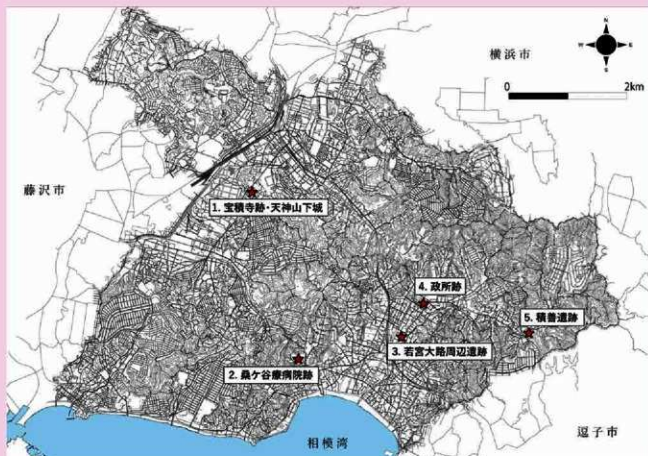 横浜市
N
W
E
S
0
2km
藤沢市
1. 宝積寺跡・天神山下城
4. 政所跡
5. 積善遺跡
3. 若宮大路周辺遺跡
2. 桑ケ谷療病院跡
逗子市
相模湾